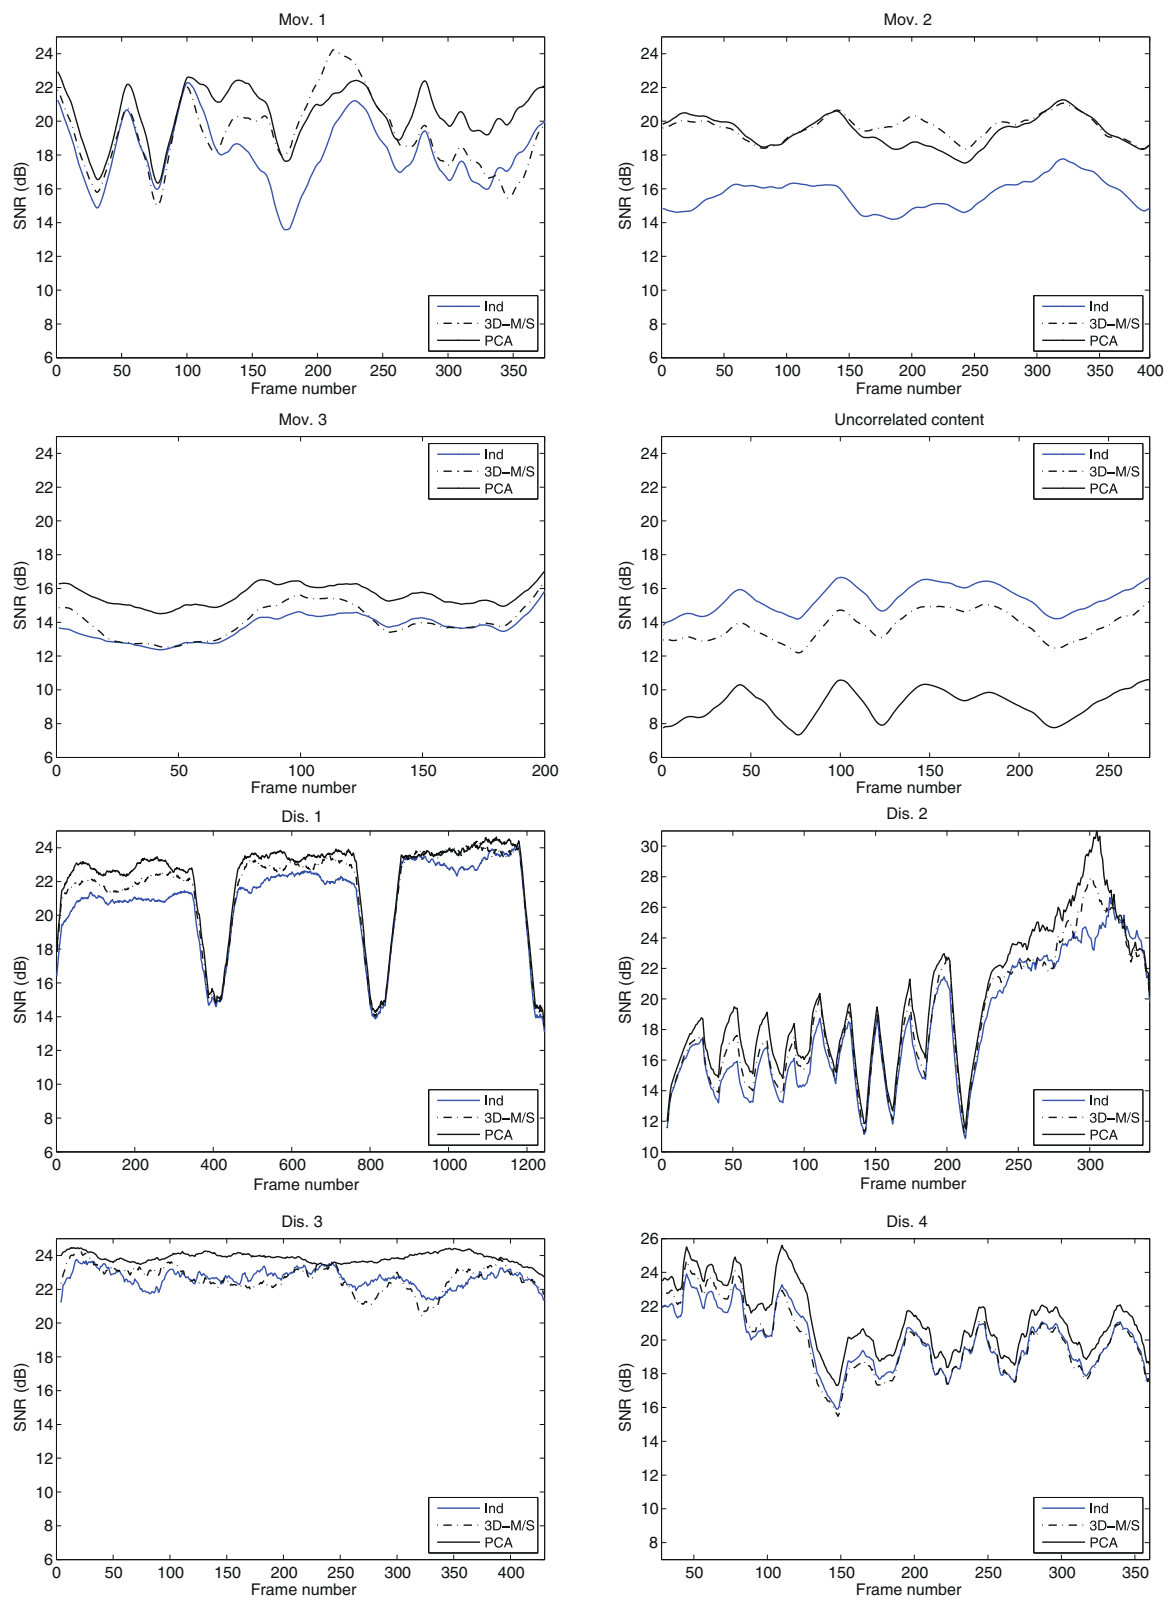 Mov. 1
24
22
20
18
16
14
12
10
8
6
SNR (dB)
Ind
3D–M/S
PCA
0 50 100 150 200 250 300 350
Frame number
Mov. 2
24
22
20
18
16
14
12
10
8
6
SNR (dB)
Ind
3D–M/S
PCA
0 50 100 150 200 250 300 350 400
Frame number
Mov. 3
24
22
20
18
16
14
12
10
8
6
SNR (dB)
Ind
3D–M/S
PCA
0 50 100 150 200
Frame number
Uncorrelated content
24
22
20
18
16
14
12
10
8
6
SNR (dB)
Ind
3D–M/S
PCA
0 50 100 150 200 250
Frame number
Dis. 1
24
22
20
18
16
14
12
10
8
6
SNR (dB)
Ind
3D–M/S
PCA
0 200 400 600 800 1000 1200
Frame number
Dis. 2
30
28
26
24
22
20
18
16
14
12
10
SNR (dB)
Ind
3D–M/S
PCA
0 50 100 150 200 250 300
Frame number
Dis. 3
24
22
20
18
16
14
12
10
8
6
SNR (dB)
Ind
3D–M/S
PCA
0 50 100 150 200 250 300 350 400
Frame number
Dis. 4
26
24
22
20
18
16
14
12
10
8
SNR (dB)
Ind
3D–M/S
PCA
50 100 150 200 250 300 350
Frame number